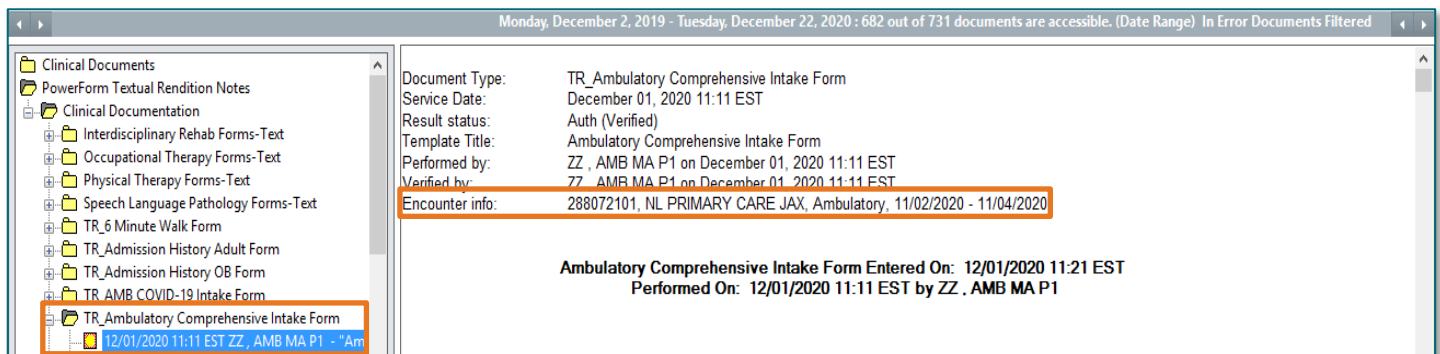 Monday, December 2, 2019 - Tuesday, December 22, 2020 : 682 out of 731 documents are accessible. (Date Range)  In Error Documents Filtered
Clinical Documents
PowerForm Textual Rendition Notes
Clinical Documentation
Interdisciplinary Rehab Forms-Text
Occupational Therapy Forms-Text
Physical Therapy Forms-Text
Speech Language Pathology Forms-Text
TR_6 Minute Walk Form
TR_Admission History Adult Form
TR_Admission History OB Form
TR_AMB COVID-19 Intake Form
TR_Ambulatory Comprehensive Intake Form
12/01/2020 11:11 EST ZZ , AMB MA P1 - "Am
Document Type: TR_Ambulatory Comprehensive Intake Form
Service Date: December 01, 2020 11:11 EST
Result status: Auth (Verified)
Template Title: Ambulatory Comprehensive Intake Form
Performed by: ZZ , AMB MA P1 on December 01, 2020 11:11 EST
Verified by: ZZ , AMB MA P1 on December 01, 2020 11:11 EST
Encounter info: 288072101, NL PRIMARY CARE JAX, Ambulatory, 11/02/2020 - 11/04/2020
Ambulatory Comprehensive Intake Form Entered On: 12/01/2020 11:21 EST
Performed On: 12/01/2020 11:11 EST by ZZ , AMB MA P1